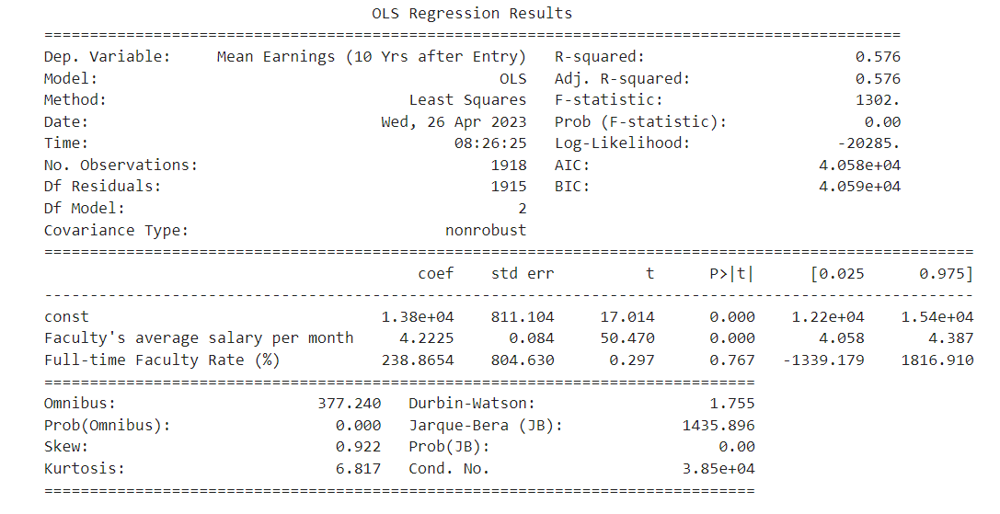 OLS Regression Results
==============================================================================================
Dep. Variable:     Mean Earnings (10 Yrs after Entry)   R-squared:                       0.576
Model:                                            OLS   Adj. R-squared:                  0.576
Method:                                 Least Squares   F-statistic:                     1302.
Date:                                Wed, 26 Apr 2023   Prob (F-statistic):               0.00
Time:                                        08:26:25   Log-Likelihood:                -20285.
No. Observations:                                1918   AIC:                         4.058e+04
Df Residuals:                                    1915   BIC:                         4.059e+04
Df Model:                                           2
Covariance Type:                            nonrobust
======================================================================================================
                                         coef    std err          t      P>|t|      [0.025      0.975]
------------------------------------------------------------------------------------------------------
const                                1.38e+04    811.104     17.014      0.000    1.22e+04    1.54e+04
Faculty's average salary per month     4.2225      0.084     50.470      0.000       4.058       4.387
Full-time Faculty Rate (%)           238.8654    804.630      0.297      0.767   -1339.179    1816.910
==============================================================================
Omnibus:                      377.240   Durbin-Watson:                   1.755
Prob(Omnibus):                  0.000   Jarque-Bera (JB):             1435.896
Skew:                           0.922   Prob(JB):                         0.00
Kurtosis:                       6.817   Cond. No.                     3.85e+04
==============================================================================